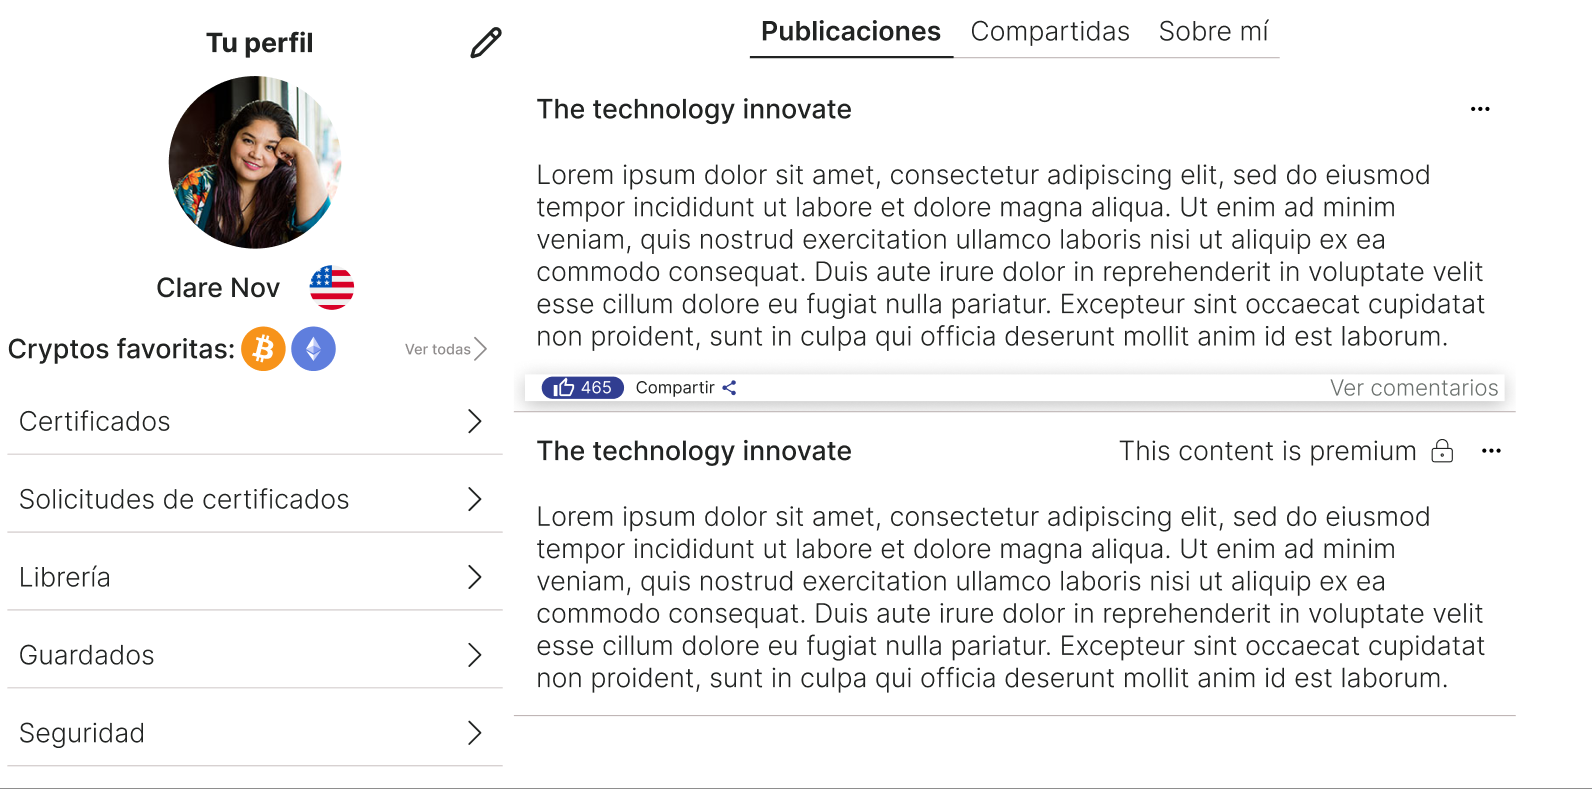 Tu perfil
Clare Nov
Cryptos favoritas:
Ver todas
Certificados
Solicitudes de certificados
Librería
Guardados
Seguridad
Publicaciones Compartidas Sobre mí
The technology innovate
Lorem ipsum dolor sit amet, consectetur adipiscing elit, sed do eiusmod
tempor incididunt ut labore et dolore magna aliqua. Ut enim ad minim
veniam, quis nostrud exercitation ullamco laboris nisi ut aliquip ex ea
commodo consequat. Duis aute irure dolor in reprehenderit in voluptate velit
esse cillum dolore eu fugiat nulla pariatur. Excepteur sint occaecat cupidatat
non proident, sunt in culpa qui officia deserunt mollit anim id est laborum.
465 Compartir Ver comentarios
The technology innovate This content is premium
Lorem ipsum dolor sit amet, consectetur adipiscing elit, sed do eiusmod
tempor incididunt ut labore et dolore magna aliqua. Ut enim ad minim
veniam, quis nostrud exercitation ullamco laboris nisi ut aliquip ex ea
commodo consequat. Duis aute irure dolor in reprehenderit in voluptate velit
esse cillum dolore eu fugiat nulla pariatur. Excepteur sint occaecat cupidatat
non proident, sunt in culpa qui officia deserunt mollit anim id est laborum.